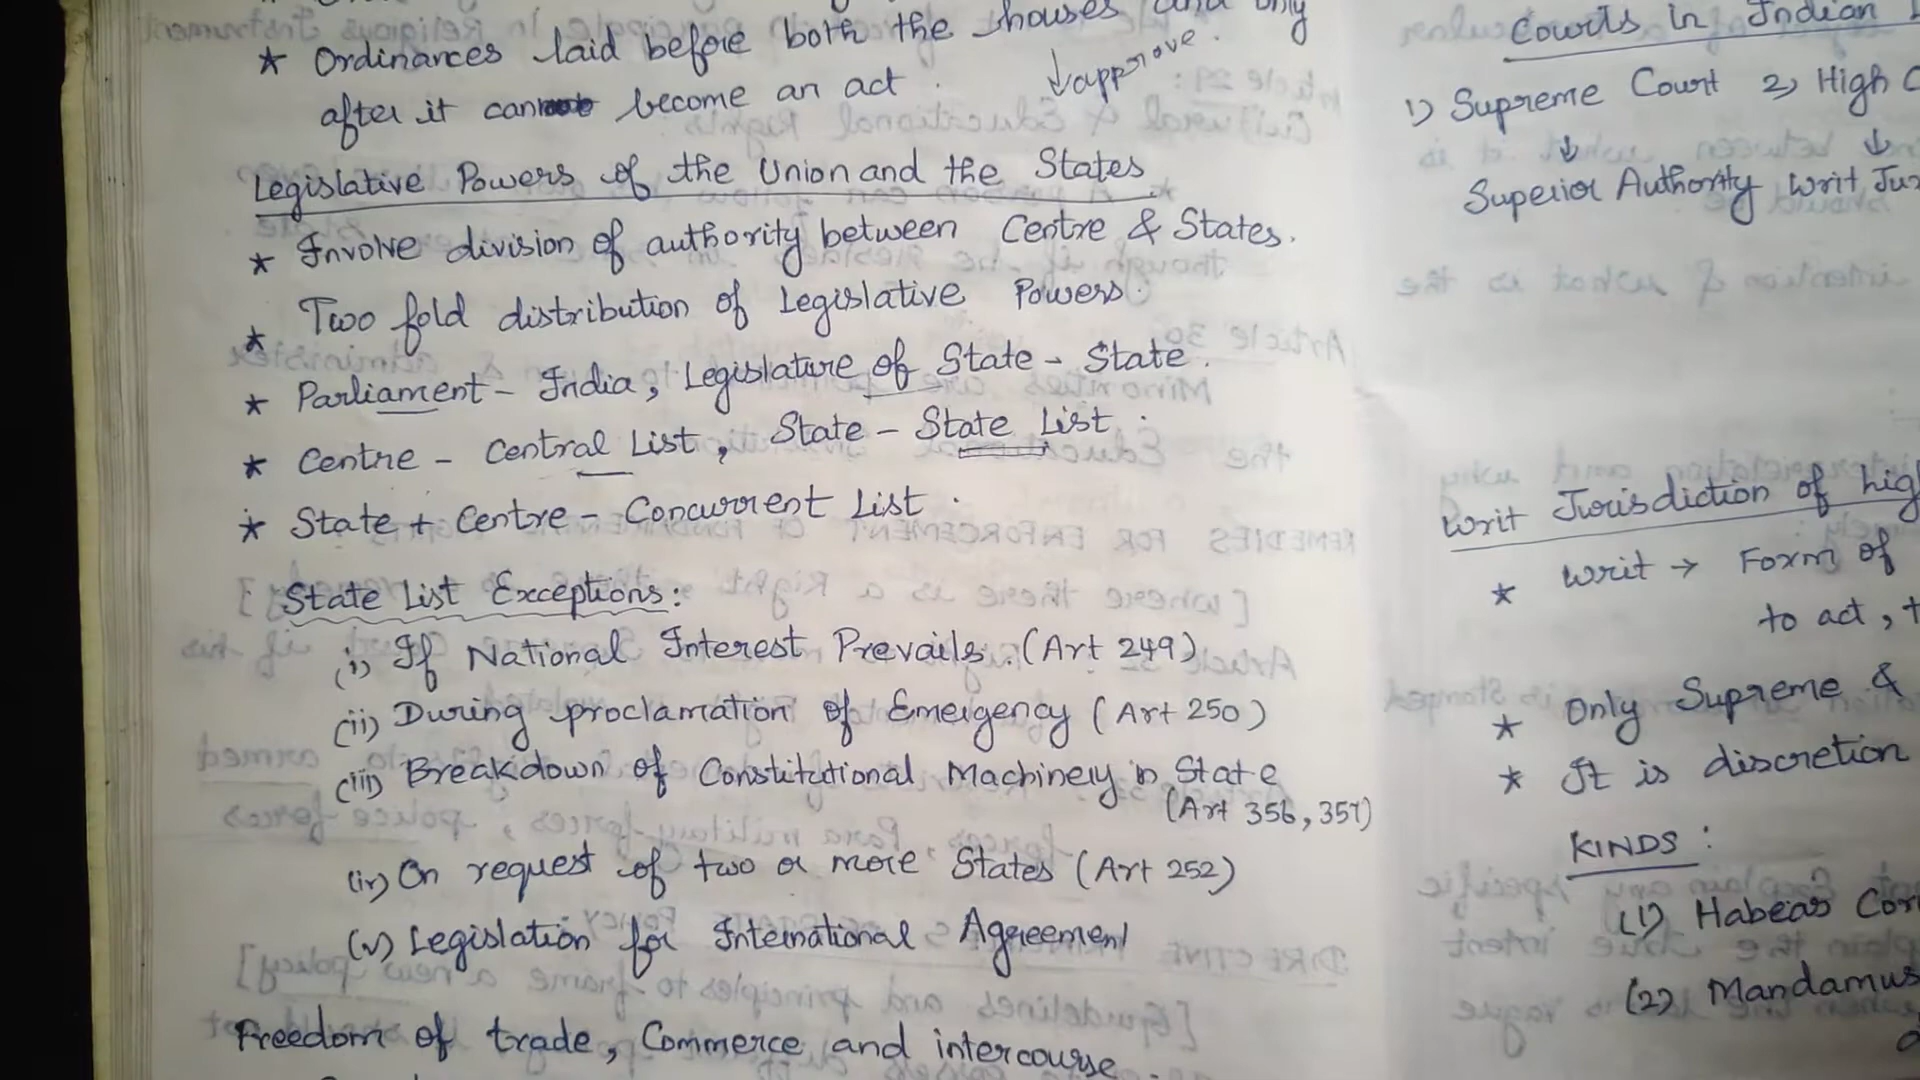 ★ Ordinances laid before both the houses and only
↓approve.
after it can become an act.
Legislative Powers of the Union and the States
★ Involve division of authority between Centre & States.
★ Two fold distribution of Legislative Powers.
★ Parliament - India, Legislature of State - State.
★ Centre - Central List, State - State List.
★ State + Centre - Concurrent List.
State List Exceptions:
(i) If National Interest Prevails. (Art 249)
(ii) During proclamation of Emergency (Art 250)
(iii) Breakdown of Constitutional Machinery in State
(Art 356, 357)
(iv) On request of two or more States (Art 252)
(v) Legislation for International Agreement
Freedom of trade, Commerce and intercourse.
Courts in Indian
1) Supreme Court 2) High
↓ ↓
Superior Authority Writ
Writ Jurisdiction of
★ Writ → Form of
to act,
★ Only Supreme &
★ It is discretion
KINDS:
(1) Habeas
(2) Mandamus